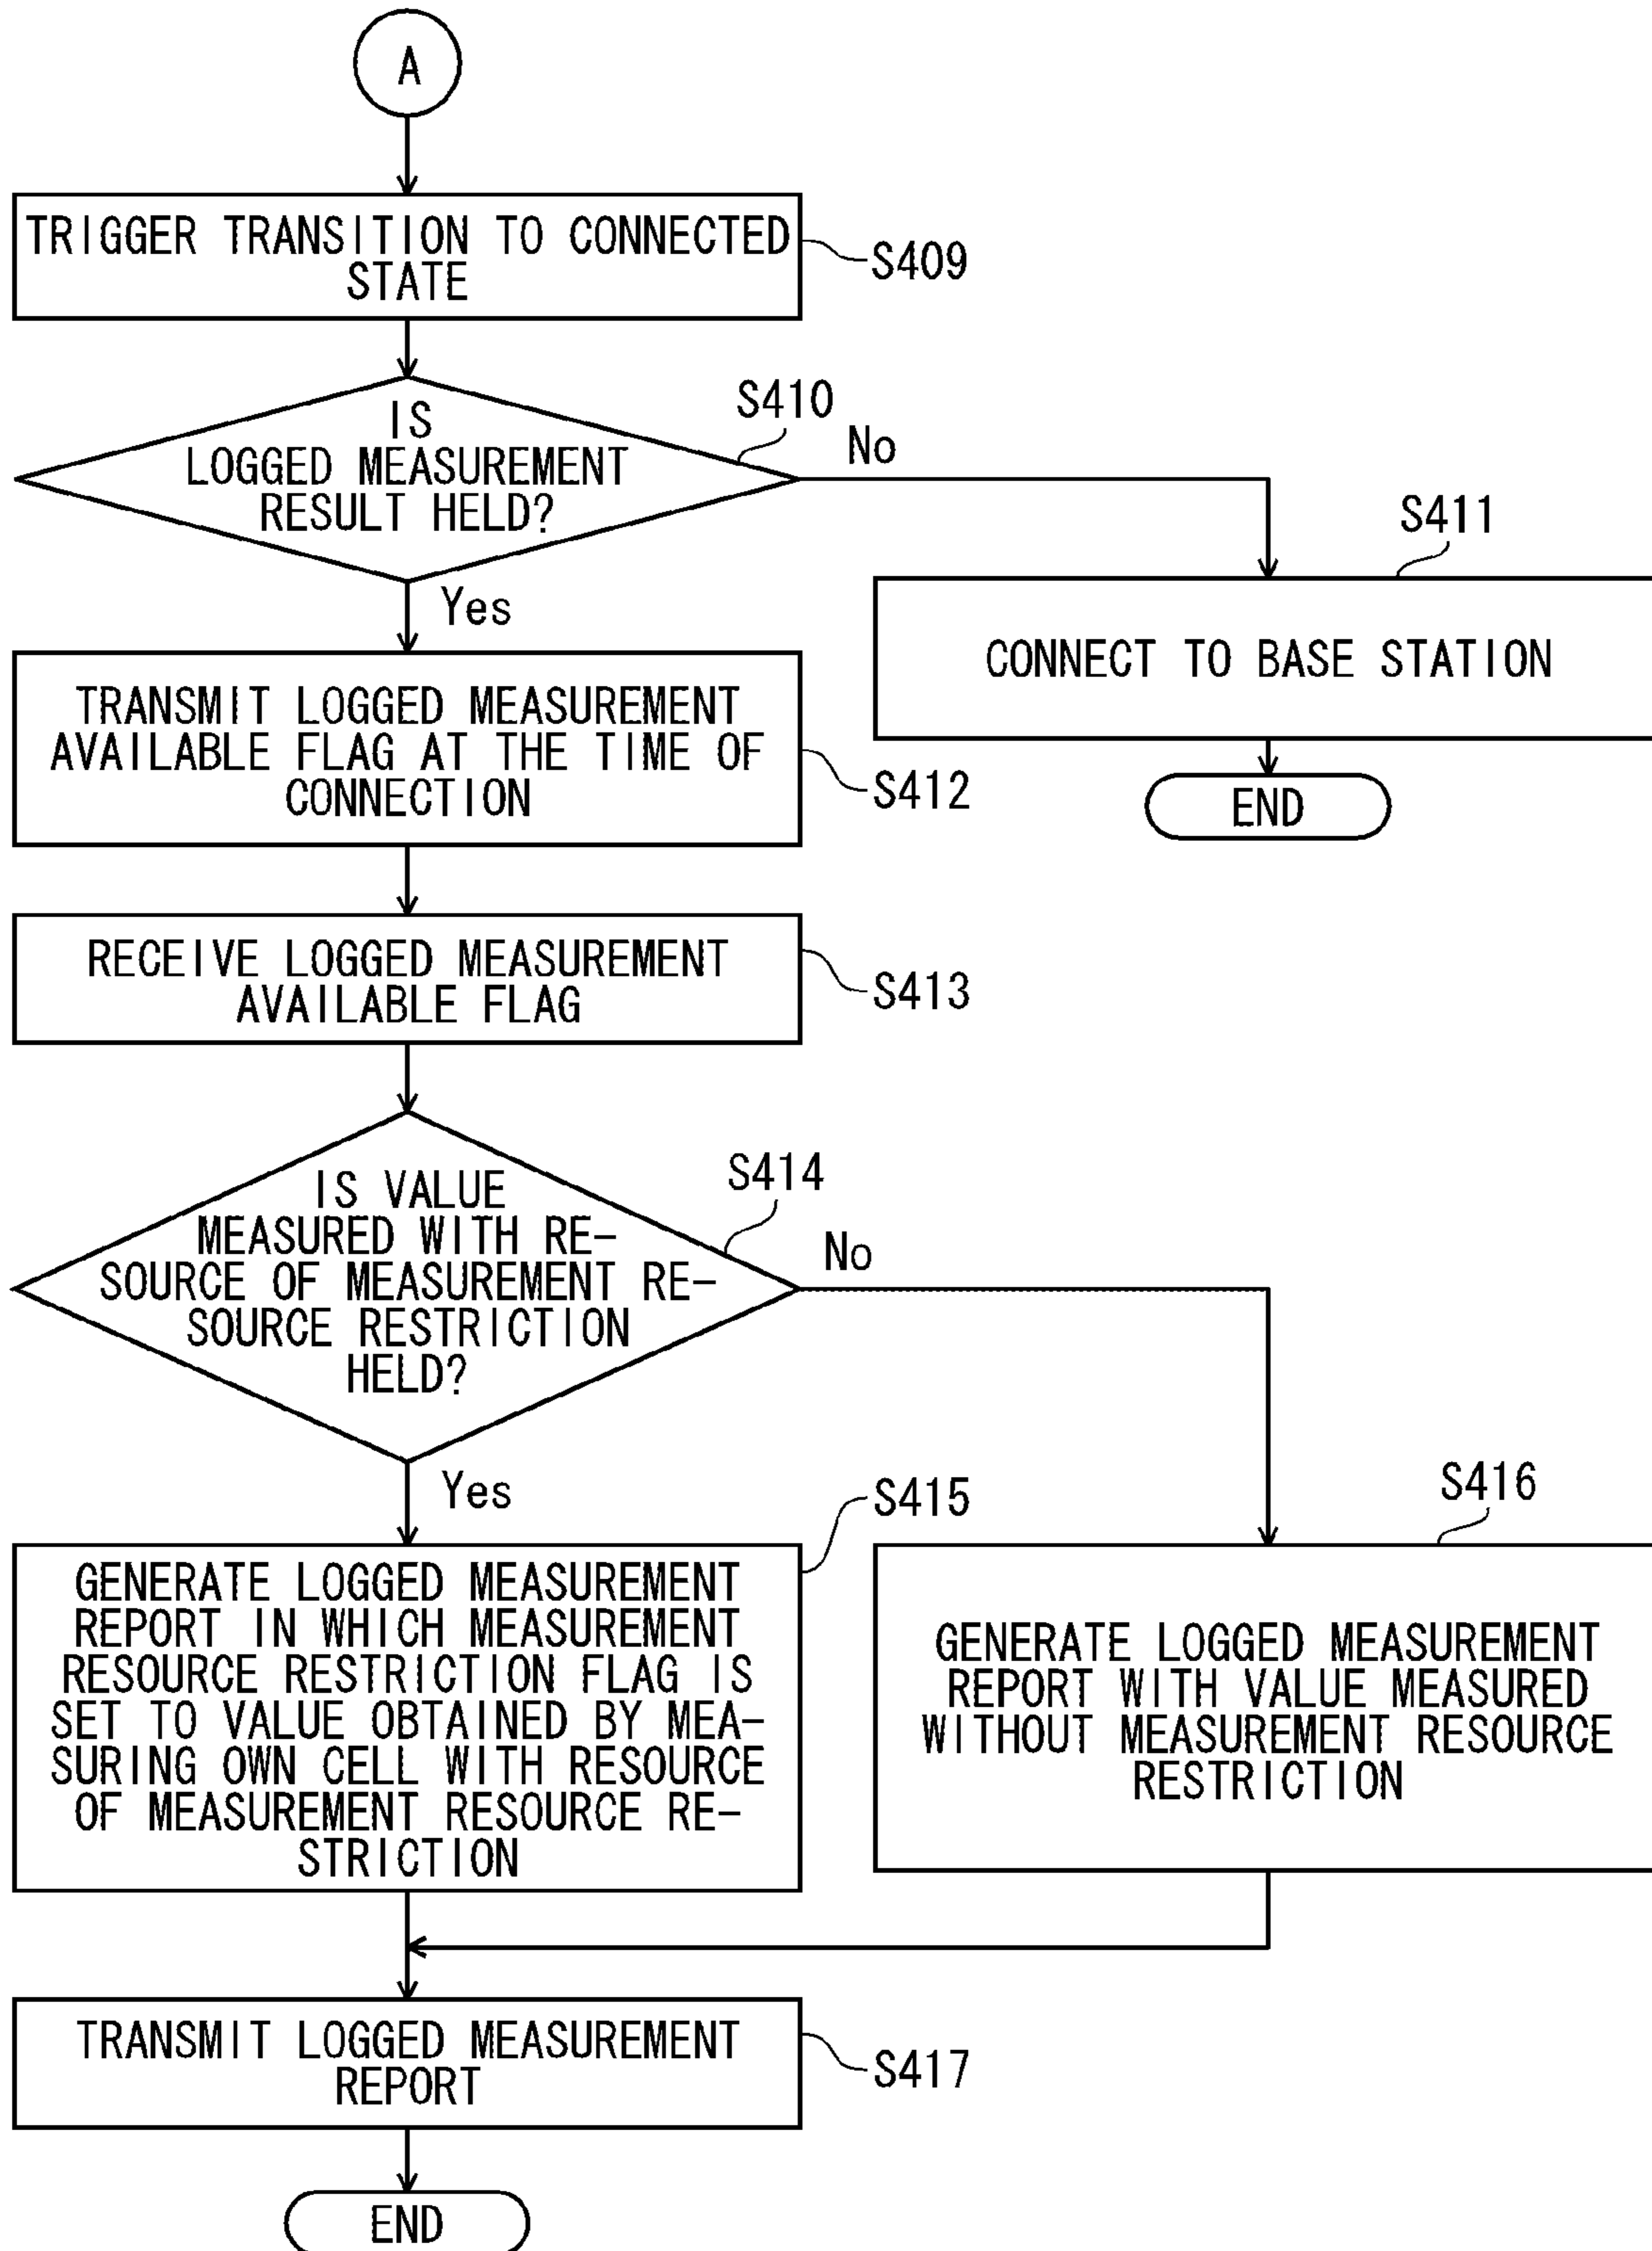 A
TRIGGER TRANSITION TO CONNECTED
STATE
S409
IS
LOGGED MEASUREMENT
RESULT HELD?
S410
No
Yes
S411
CONNECT TO BASE STATION
END
TRANSMIT LOGGED MEASUREMENT
AVAILABLE FLAG AT THE TIME OF
CONNECTION
S412
RECEIVE LOGGED MEASUREMENT
AVAILABLE FLAG
S413
IS VALUE
MEASURED WITH RE-
SOURCE OF MEASUREMENT RE-
SOURCE RESTRICTION
HELD?
S414
No
Yes
S415
GENERATE LOGGED MEASUREMENT
REPORT IN WHICH MEASUREMENT
RESOURCE RESTRICTION FLAG IS
SET TO VALUE OBTAINED BY MEA-
SURING OWN CELL WITH RESOURCE
OF MEASUREMENT RESOURCE RE-
STRICTION
S416
GENERATE LOGGED MEASUREMENT
REPORT WITH VALUE MEASURED
WITHOUT MEASUREMENT RESOURCE
RESTRICTION
TRANSMIT LOGGED MEASUREMENT
REPORT
S417
END